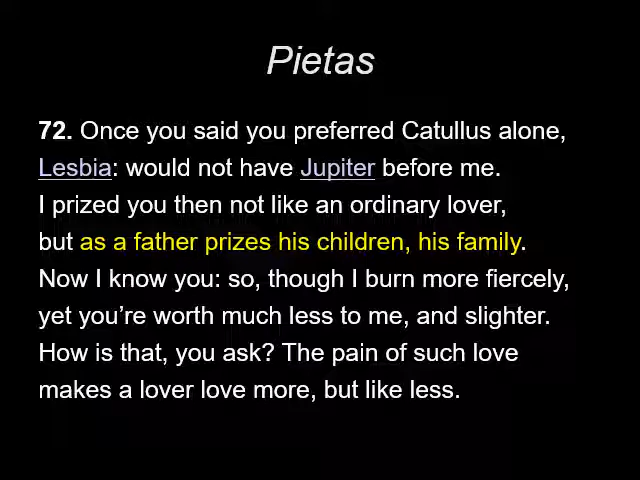 Pietas
72. Once you said you preferred Catullus alone,
Lesbia: would not have Jupiter before me.
I prized you then not like an ordinary lover,
but as a father prizes his children, his family.
Now I know you: so, though I burn more fiercely,
yet you’re worth much less to me, and slighter.
How is that, you ask? The pain of such love
makes a lover love more, but like less.